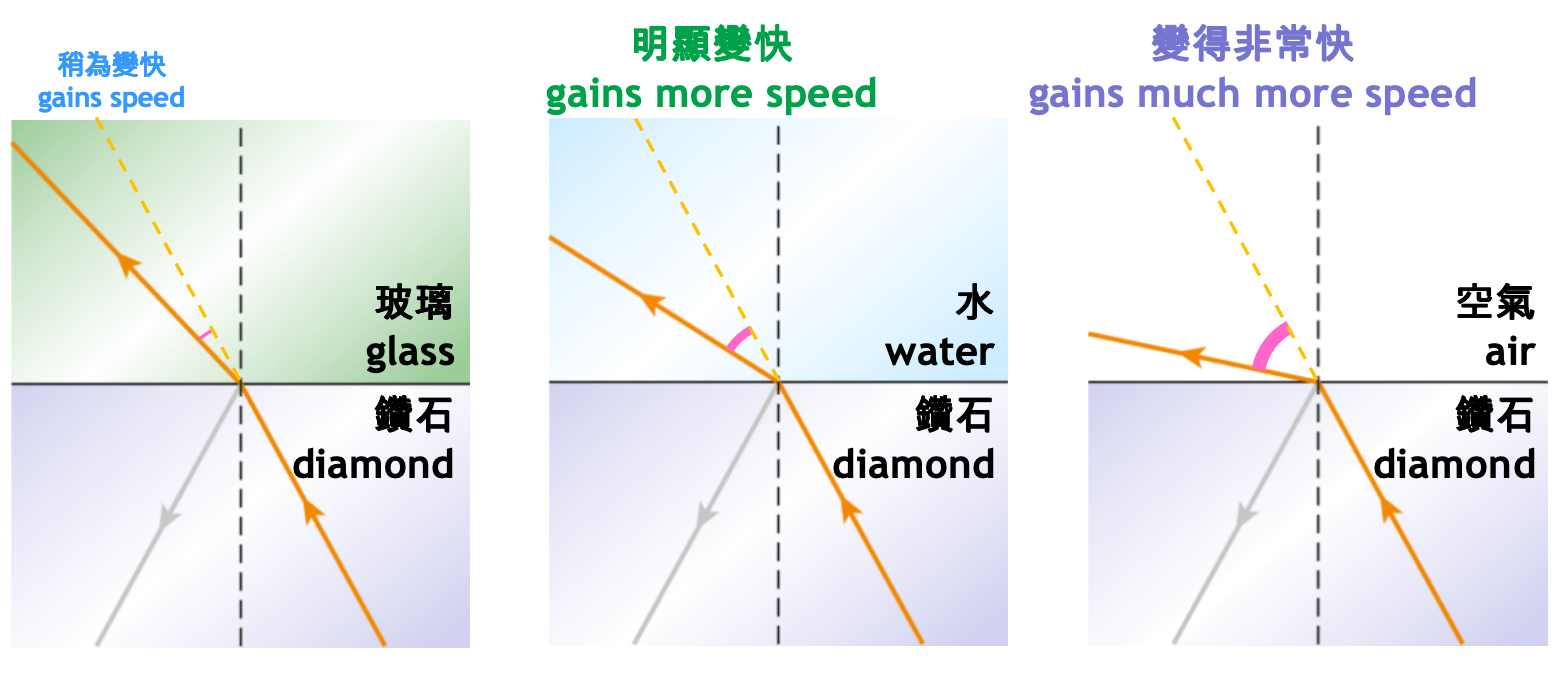 稍為變快
gains speed
玻璃
glass
鑽石
diamond
明顯變快
gains more speed
水
water
鑽石
diamond
變得非常快
gains much more speed
空氣
air
鑽石
diamond